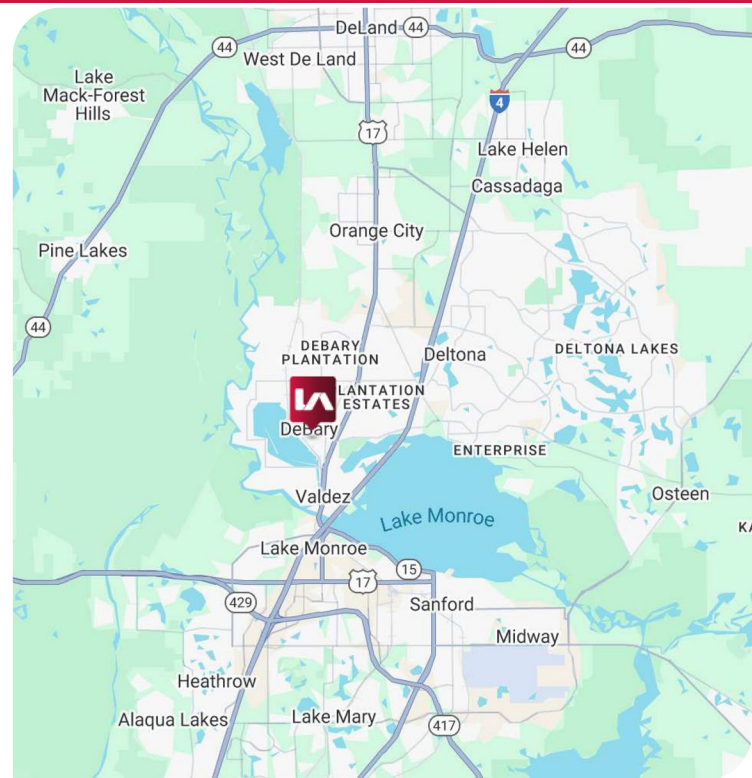 DeLand
44
44
44
West De Land
Lake
Mack-Forest
Hills
4
17
Lake Helen
Cassadaga
Orange City
Pine Lakes
44
DEBARY
PLANTATION
Deltona
DELTONA LAKES
LANTATION
ESTATES
DeBary
ENTERPRISE
Valdez
Osteen
Lake Monroe
KA
Lake Monroe
15
17
429
Sanford
Midway
Heathrow
Alaqua Lakes
Lake Mary
417